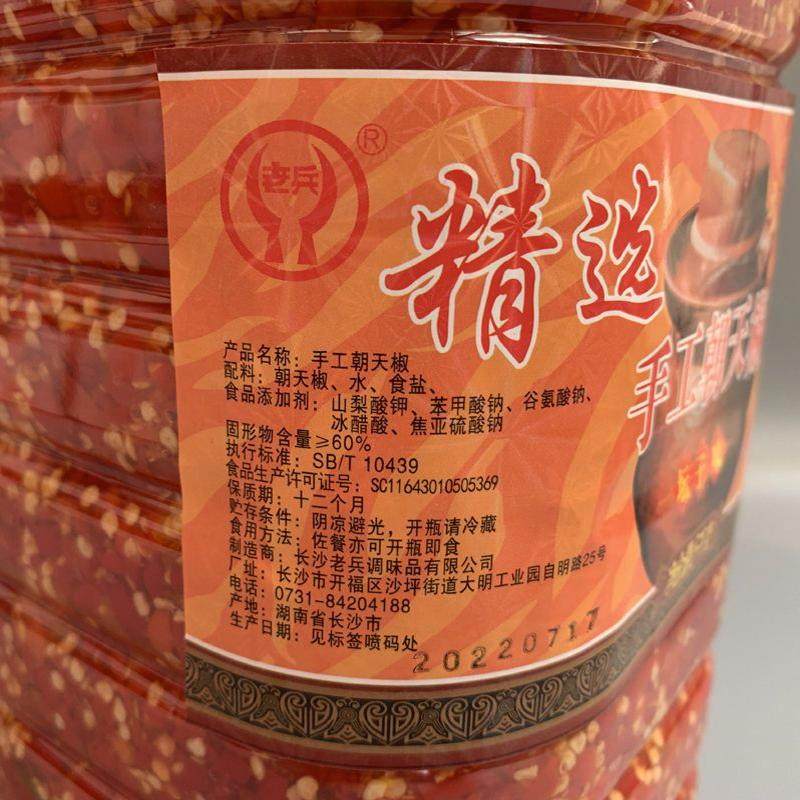 老兵
®
精选
手工朝天椒
产品名称：手工朝天椒
配料：朝天椒、水、食盐、
食品添加剂：山梨酸钾、苯甲酸钠、谷氨酸钠、
冰醋酸、焦亚硫酸钠
固形物含量≥60%
执行标准：SB/T 10439
食品生产许可证号：SC11643010505369
保质期：十二个月
贮存条件：阴凉避光，开瓶请冷藏
食用方法：佐餐亦可开瓶即食
制造商：长沙老兵调味品有限公司
厂址：长沙市开福区沙坪街道大明工业园自明路25号
电话：0731-84204188
产地：湖南省长沙市
生产日期：见标签喷码处
20220717